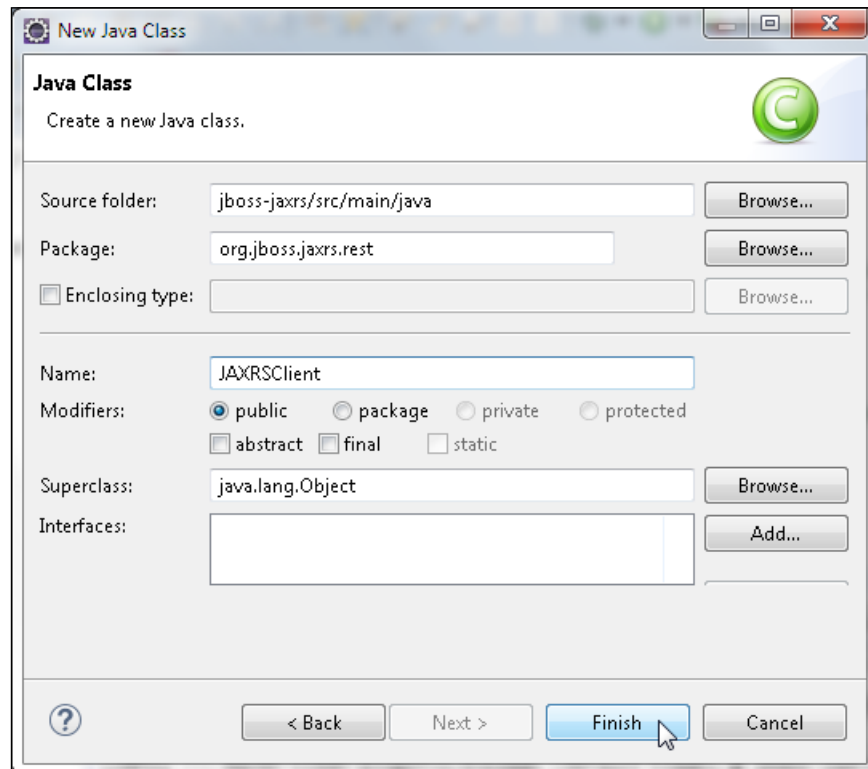 New Java Class
Java Class
Create a new Java class.
C
Source folder: jboss-jaxrs/src/main/java Browse...
Package: org.jboss.jaxrs.rest Browse...
Enclosing type: Browse...
Name: JAXRSClient
Modifiers: public package private protected
abstract final static
Superclass: java.lang.Object Browse...
Interfaces: Add...
? < Back Next > Finish Cancel